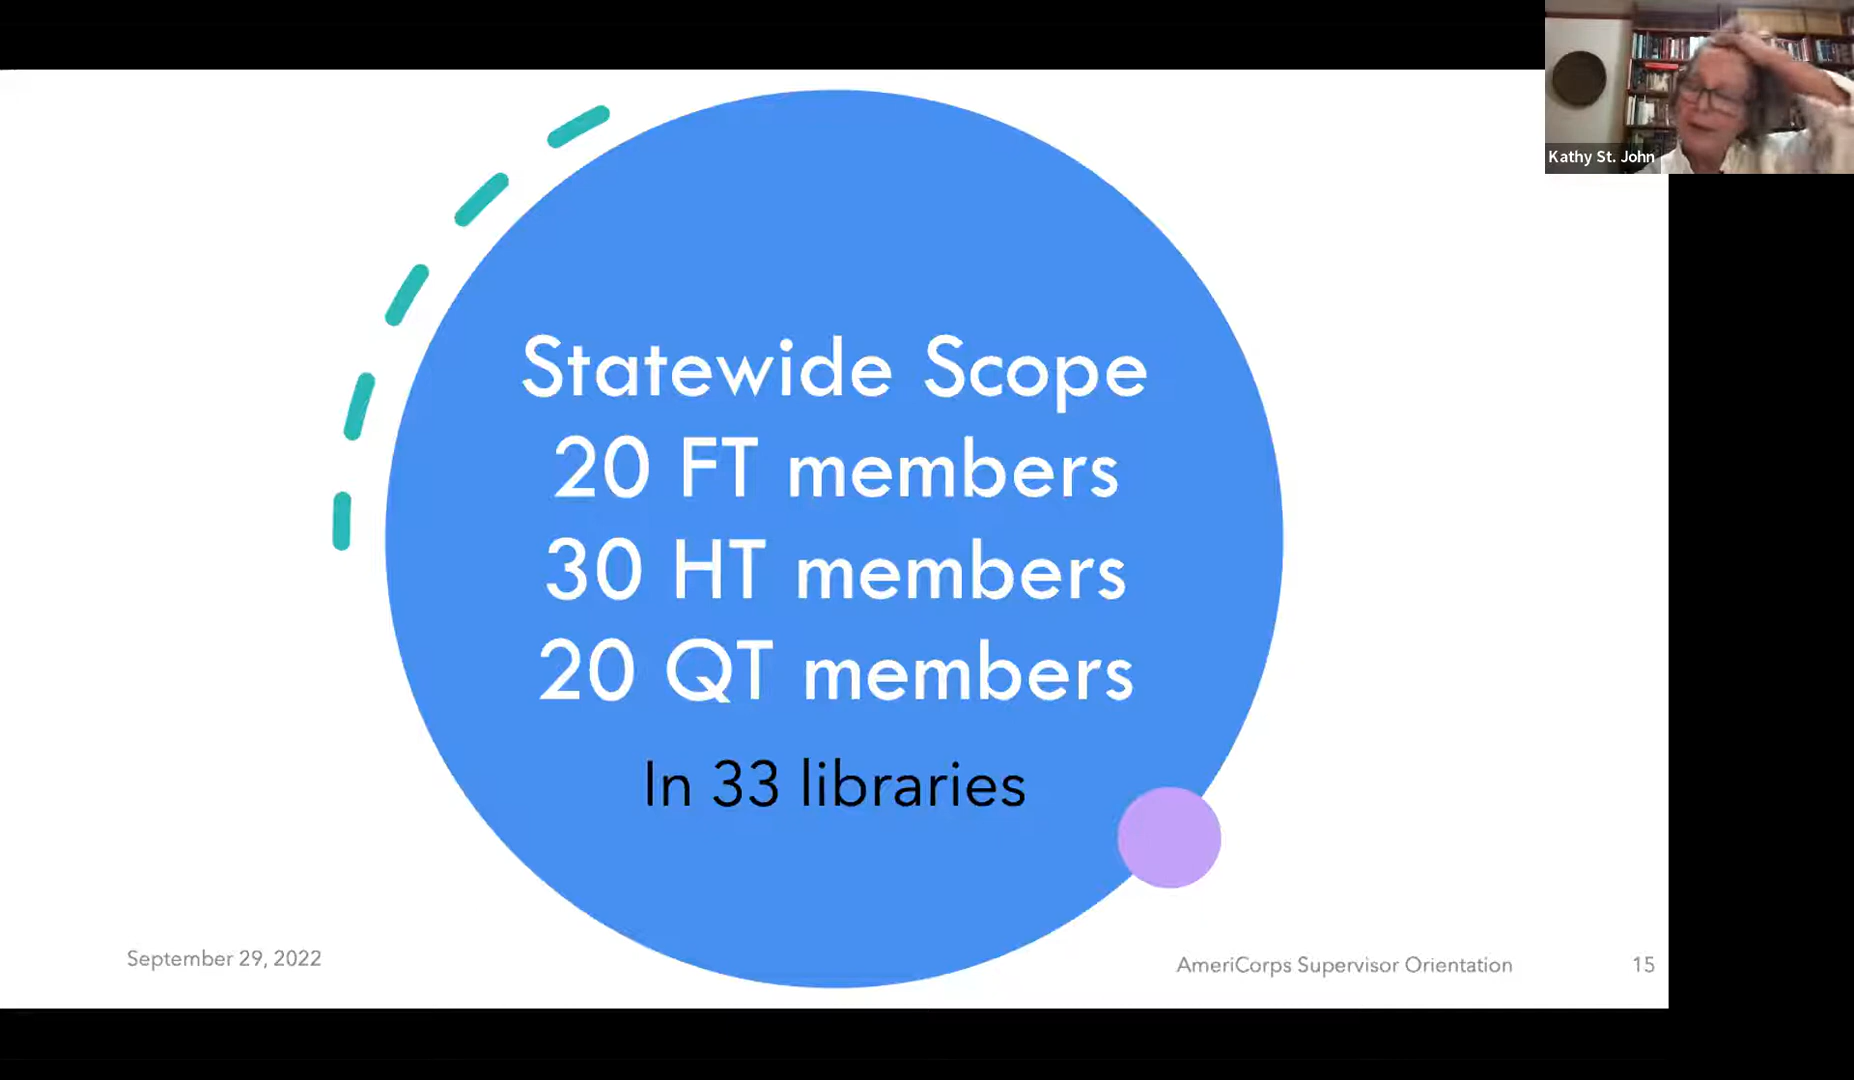 Kathy St. John
Statewide Scope
20 FT members
30 HT members
20 QT members
In 33 libraries
September 29, 2022
AmeriCorps Supervisor Orientation
15